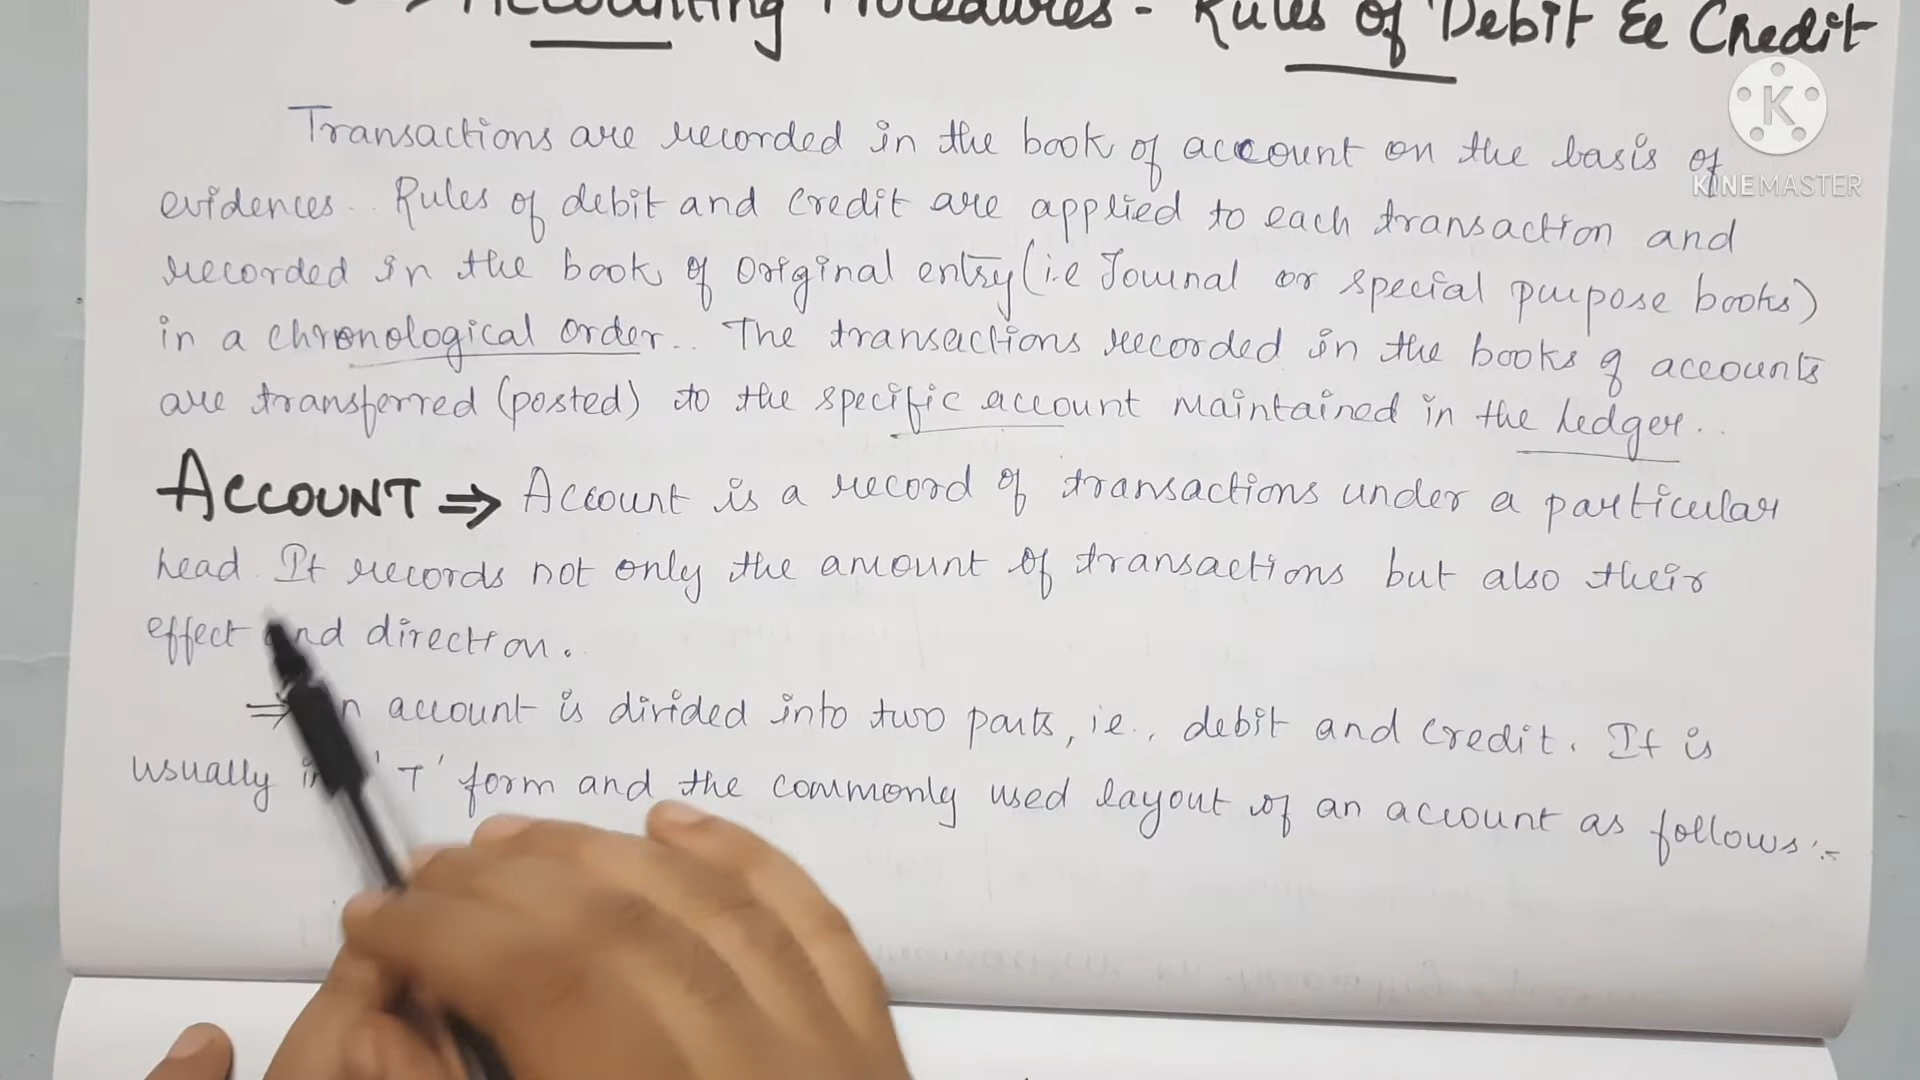 Accounting Procedures - Rules of Debit & Credit
Transactions are recorded in the book of account on the basis of
evidences. Rules of debit and credit are applied to each transaction and
recorded in the book of original entry (i.e Journal or special purpose books)
in a chronological order.. The transactions recorded in the books of accounts
are transferred (posted) to the specific account maintained in the ledger..
ACCOUNT ⇒ Account is a record of transactions under a particular
head. It records not only the amount of transactions but also their
effect and direction.
⇒ account is divided into two parts, i.e., debit and credit. It is
usually 'T' form and the commonly used layout of an account as follows:-
K
KINEMASTER